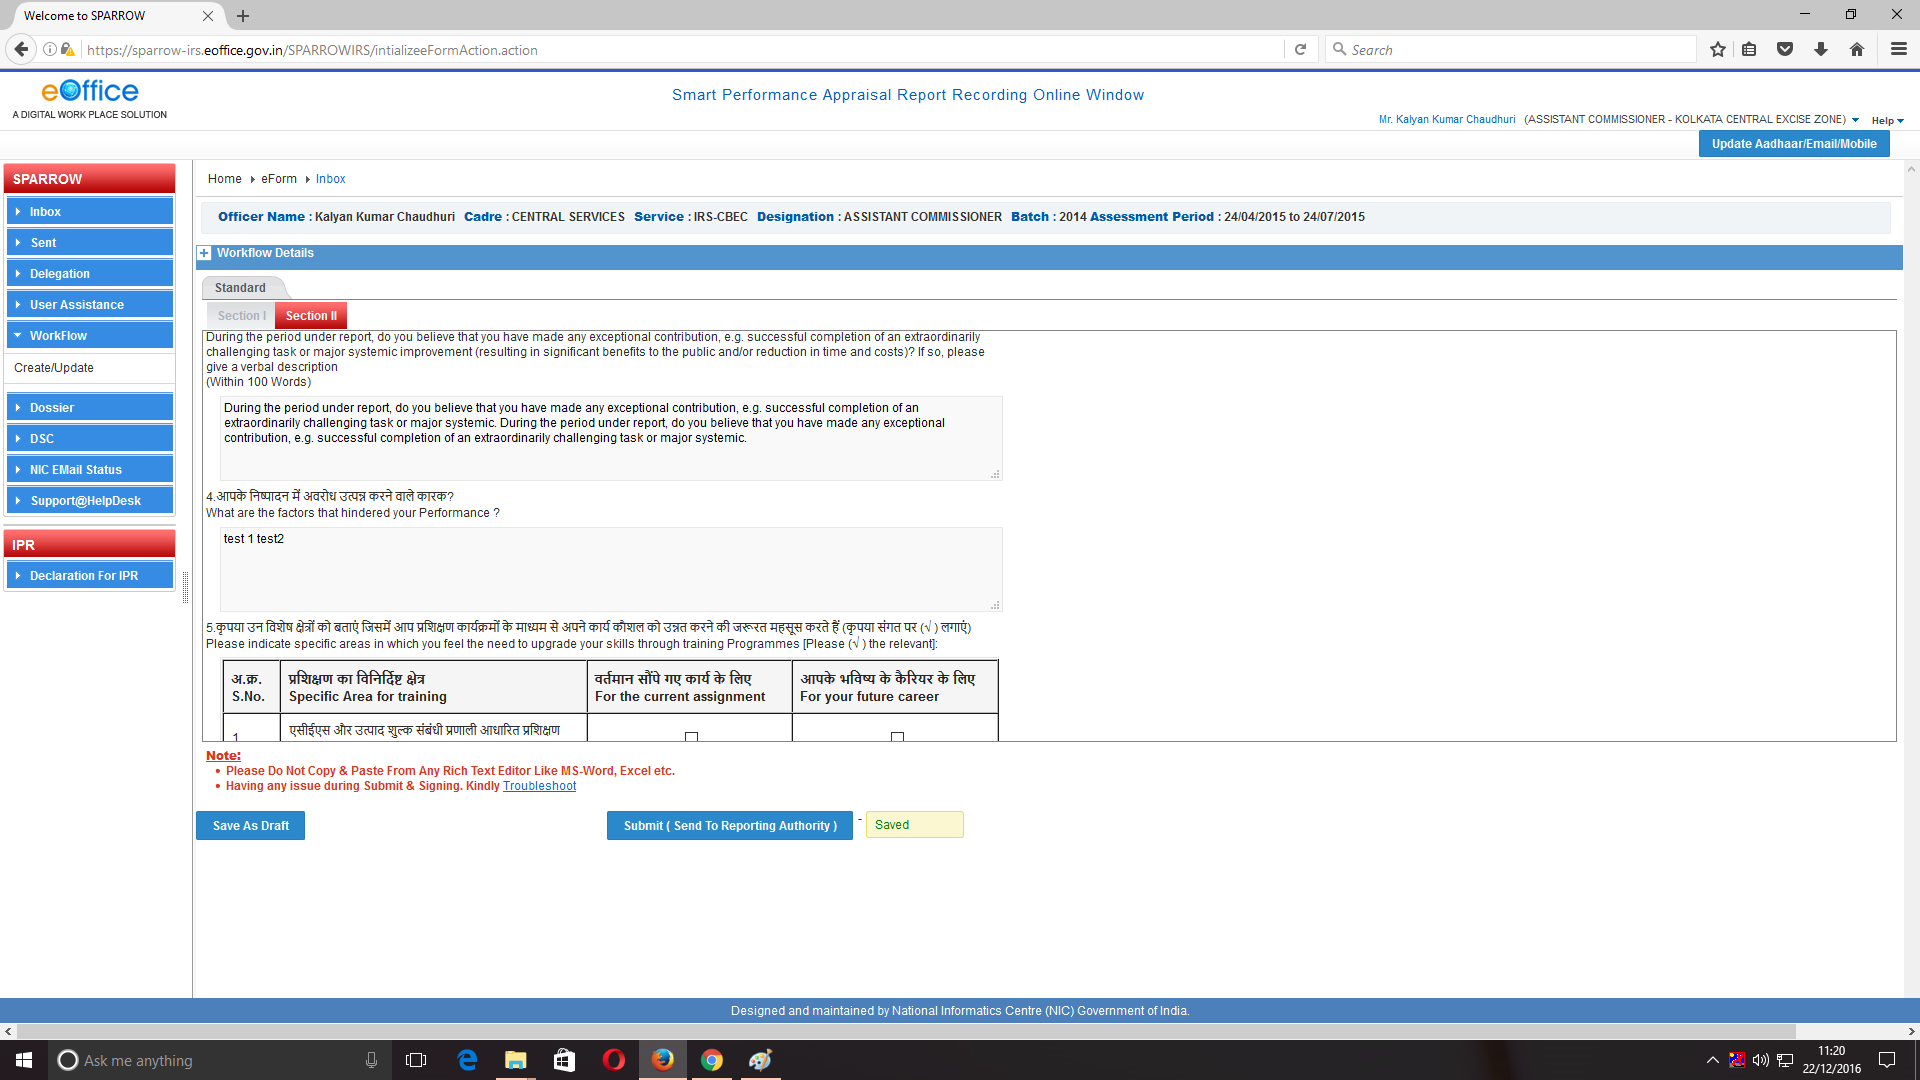 Welcome to SPARROW
https://sparrow-irs.eoffice.gov.in/SPARROWIRS/intializeeFormAction.action
Search
eOffice
A DIGITAL WORK PLACE SOLUTION
Smart Performance Appraisal Report Recording Online Window
Mr. Kalyan Kumar Chaudhuri (ASSISTANT COMMISSIONER - KOLKATA CENTRAL EXCISE ZONE) Help
Update Aadhaar/Email/Mobile
SPARROW
Inbox
Sent
Delegation
User Assistance
WorkFlow
Create/Update
Dossier
DSC
NIC EMail Status
Support@HelpDesk
IPR
Declaration For IPR
Home eForm Inbox
Officer Name : Kalyan Kumar Chaudhuri Cadre : CENTRAL SERVICES Service : IRS-CBEC Designation : ASSISTANT COMMISSIONER Batch : 2014 Assessment Period : 24/04/2015 to 24/07/2015
Workflow Details
Standard
Section I Section II
During the period under report, do you believe that you have made any exceptional contribution, e.g. successful completion of an extraordinarily
challenging task or major systemic improvement (resulting in significant benefits to the public and/or reduction in time and costs)? If so, please
give a verbal description
(Within 100 Words)
During the period under report, do you believe that you have made any exceptional contribution, e.g. successful completion of an
extraordinarily challenging task or major systemic. During the period under report, do you believe that you have made any exceptional
contribution, e.g. successful completion of an extraordinarily challenging task or major systemic.
4.आपके निष्पादन में अवरोध उत्पन्न करने वाले कारक?
What are the factors that hindered your Performance ?
test 1 test2
5.कृपया उन विशेष क्षेत्रों को बताएं जिसमें आप प्रशिक्षण कार्यक्रमों के माध्यम से अपने कार्य कौशल को उन्नत करने की जरूरत महसूस करते हैं (कृपया संगत पर (√ ) लगाएं)
Please indicate specific areas in which you feel the need to upgrade your skills through training Programmes [Please (√ ) the relevant]:
अ.क्र. प्रशिक्षण का विनिर्दिष्ट क्षेत्र वर्तमान सौंपे गए कार्य के लिए आपके भविष्य के कैरियर के लिए
S.No. Specific Area for training For the current assignment For your future career
एसीईएस और उत्पाद शुल्क संबंधी प्रणाली आधारित प्रशिक्षण
1
Note:
• Please Do Not Copy & Paste From Any Rich Text Editor Like MS-Word, Excel etc.
• Having any issue during Submit & Signing. Kindly Troubleshoot
Save As Draft Submit ( Send To Reporting Authority ) - Saved
Designed and maintained by National Informatics Centre (NIC) Government of India.
Ask me anything
11:20
22/12/2016